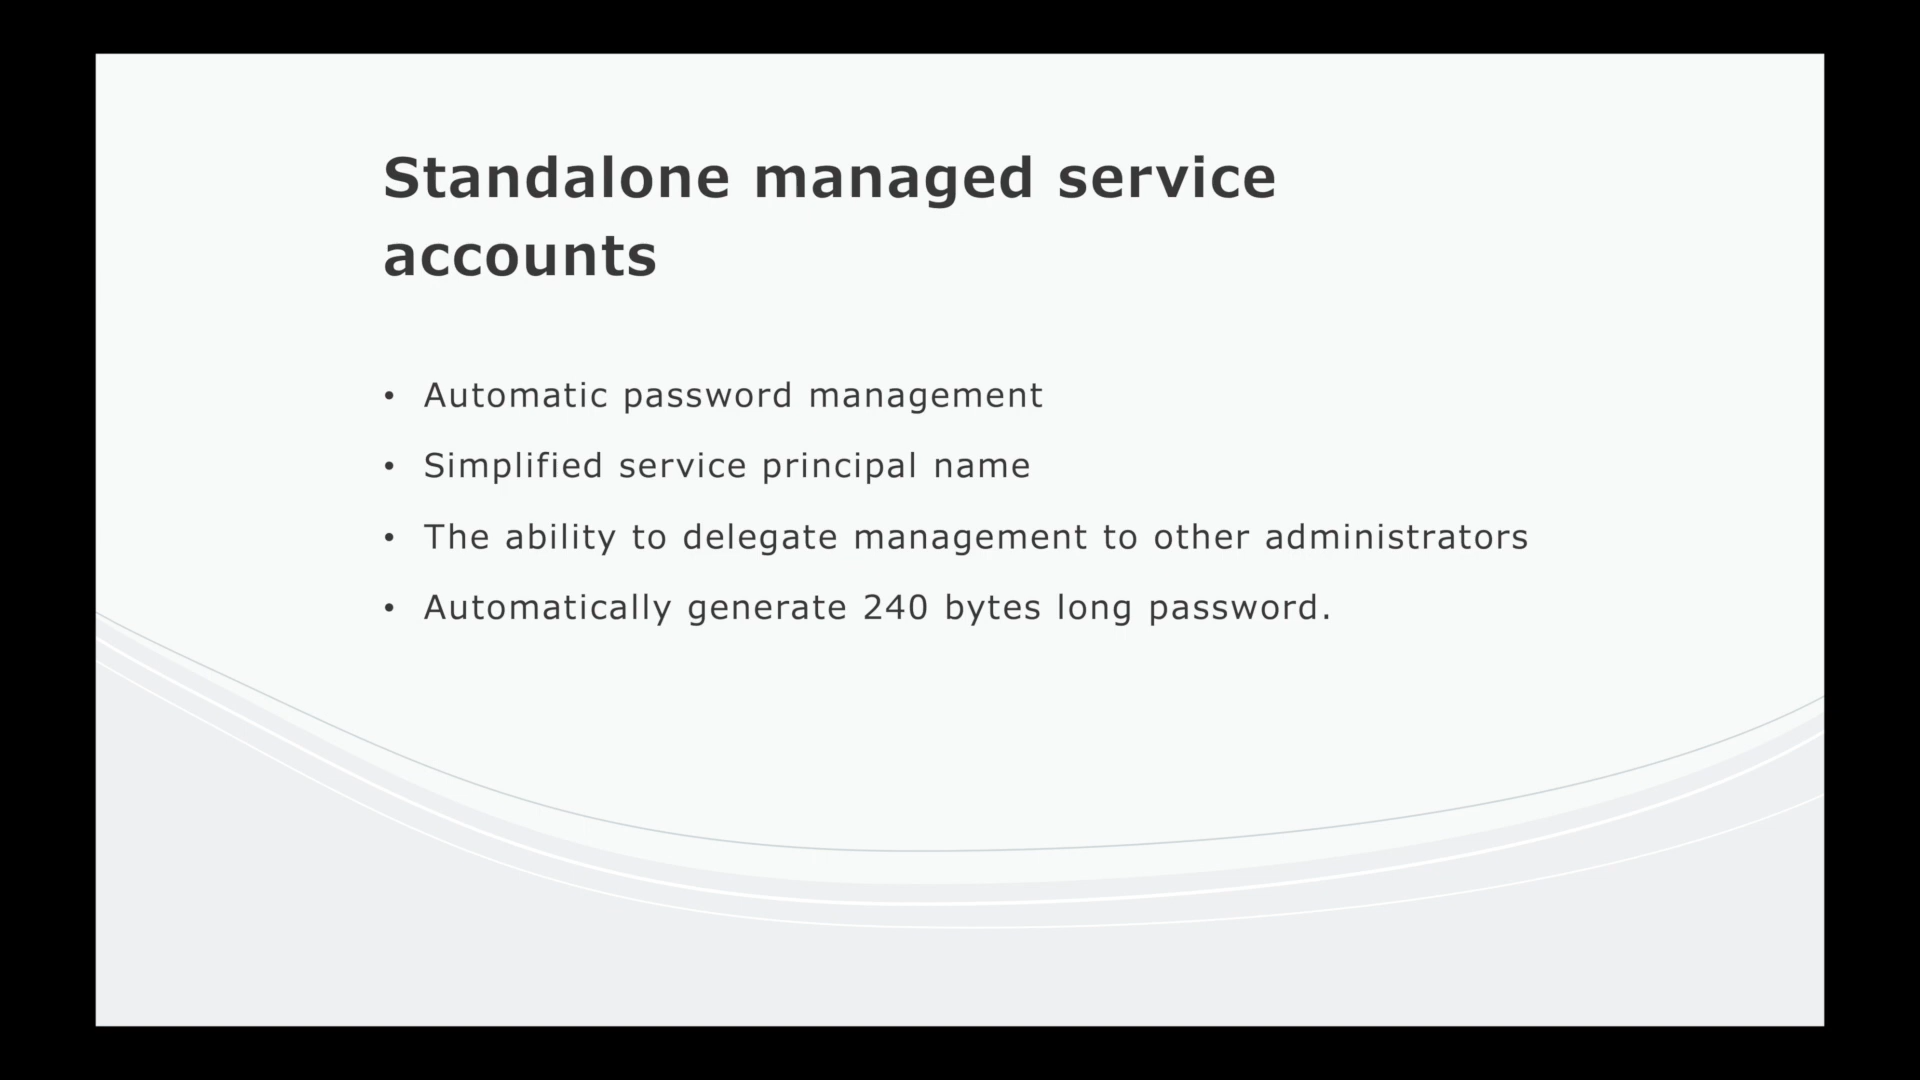 Standalone managed service
accounts
• Automatic password management
• Simplified service principal name
• The ability to delegate management to other administrators
• Automatically generate 240 bytes long password.